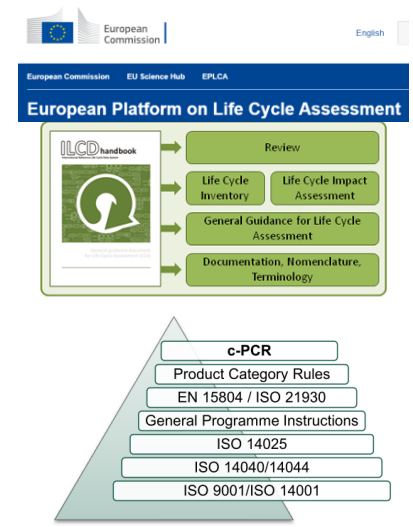 European
Commission
English
European Commission EU Science Hub EPLCA
European Platform on Life Cycle Assessment
ILCD handbook
Review
Life Cycle
Inventory
Life Cycle Impact
Assessment
General Guidance for Life Cycle
Assessment
Documentation, Nomenclature,
Terminology
c-PCR
Product Category Rules
EN 15804 / ISO 21930
General Programme Instructions
ISO 14025
ISO 14040/14044
ISO 9001/ISO 14001